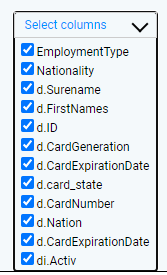 Select columns
EmploymentType
Nationality
d.Surename
d.FirstNames
d.ID
d.CardGeneration
d.CardExpirationDate
d.card_state
d.CardNumber
d.Nation
d.CardExpirationDate
di.Activ